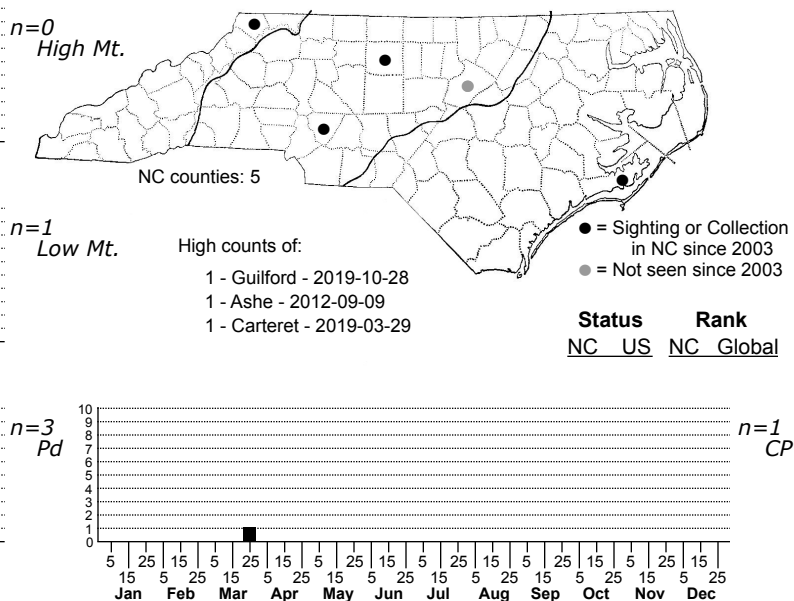 n=0
High Mt.
NC counties: 5
n=1
Low Mt.
High counts of:
1 - Guilford - 2019-10-28
1 - Ashe - 2012-09-09
1 - Carteret - 2019-03-29
● = Sighting or Collection
in NC since 2003
● = Not seen since 2003
Status Rank
NC US NC Global
n=3
Pd
n=1
CP
10
9
8
7
6
5
4
3
2
1
0
5 25 15 5 25 15 5 25 15 5 25 15 5 25 15 5 25 15
15 5 25 15 5 25 15 5 25 15 5 25 15 5 25 15 5 25
Jan Feb Mar Apr May Jun Jul Aug Sep Oct Nov Dec